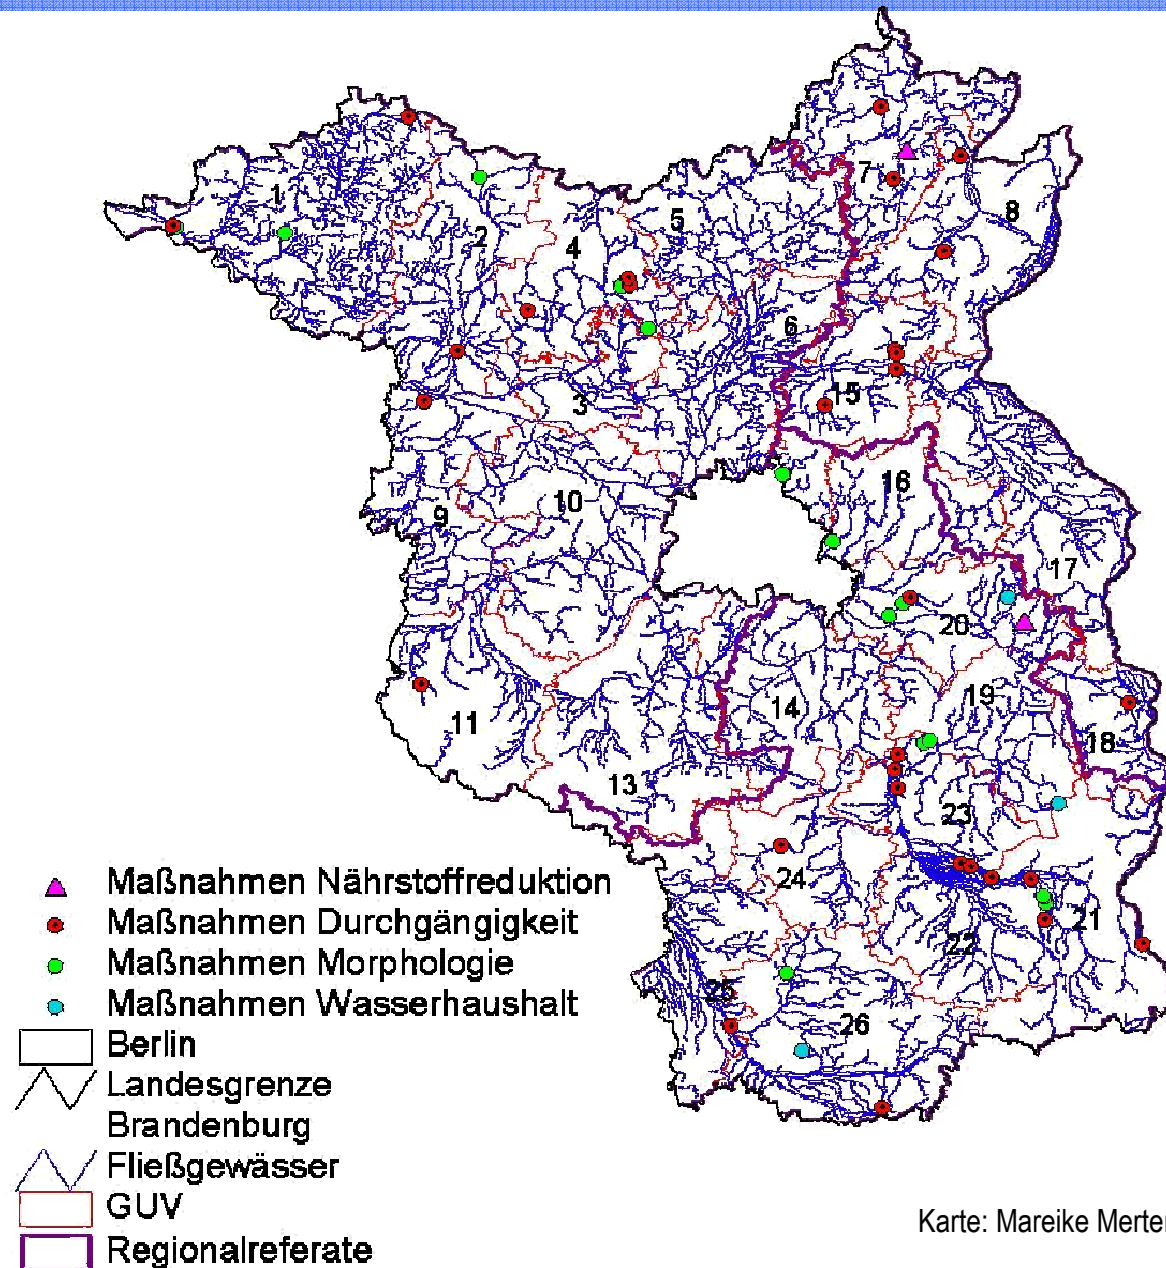 1
2
4
5
7
8
6
3
15
9
10
16
17
20
11
14
19
18
13
23
24
22
21
25
26
Maßnahmen Nährstoffreduktion
Maßnahmen Durchgängigkeit
Maßnahmen Morphologie
Maßnahmen Wasserhaushalt
Berlin
Landesgrenze
Brandenburg
Fließgewässer
GUV
Regionalreferate
Karte: Mareike Merten